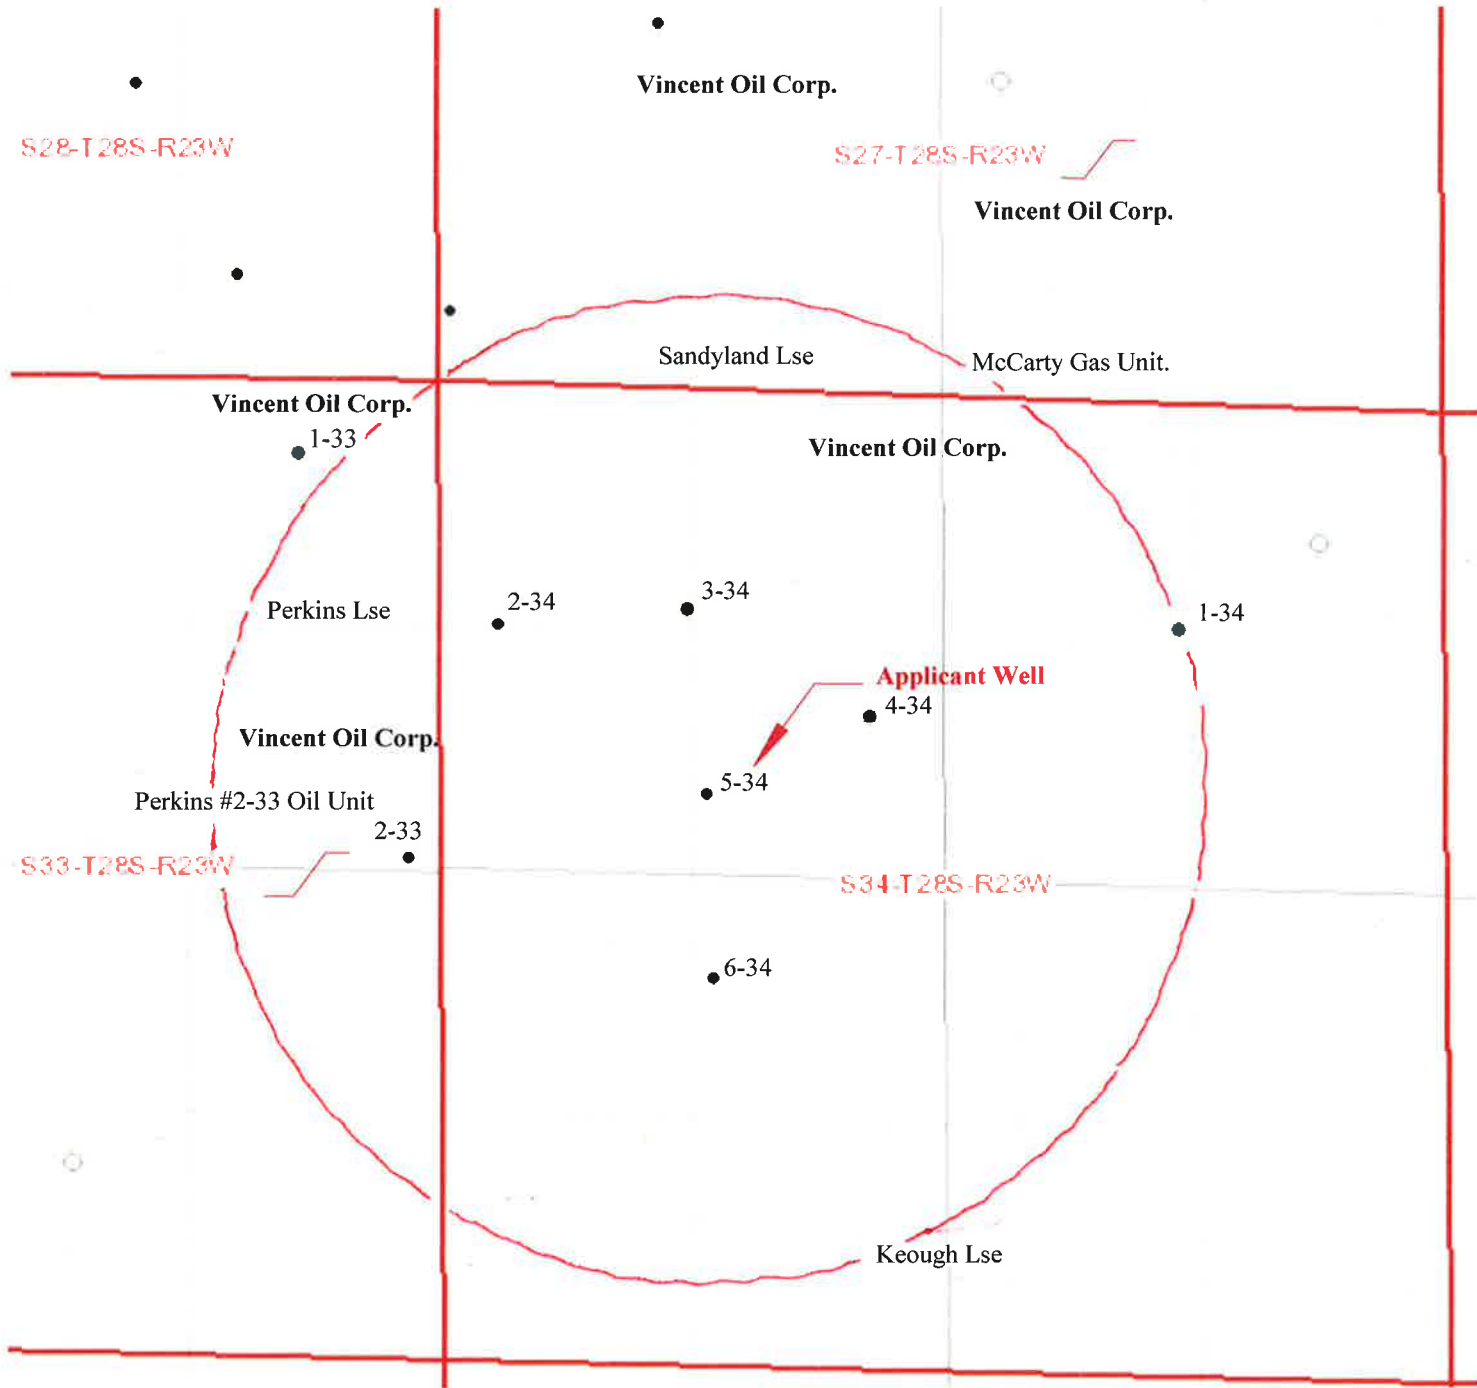 Vincent Oil Corp.
S28-T28S-R23W
S27-T28S-R23W
Vincent Oil Corp.
Sandyland Lse
McCarty Gas Unit.
Vincent Oil Corp.
1-33
Vincent Oil Corp.
2-34
3-34
Perkins Lse
1-34
Applicant Well
4-34
Vincent Oil Corp.
5-34
Perkins #2-33 Oil Unit
2-33
S33-T28S-R23W
S34-T28S-R23W
6-34
Keough Lse